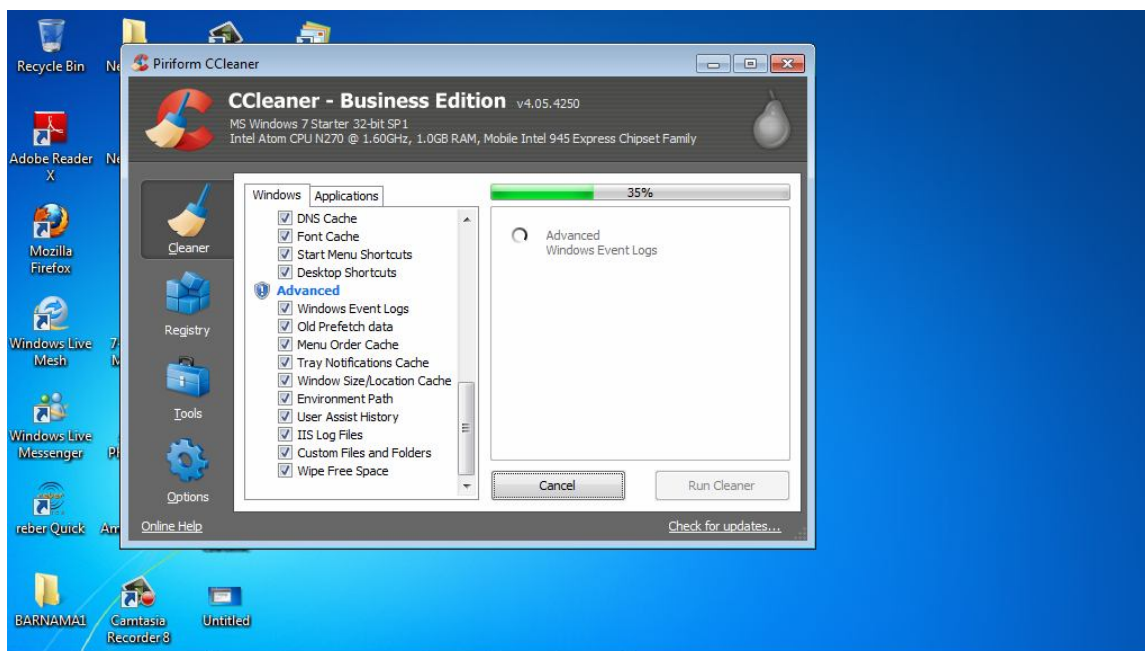 Recycle Bin
Ne
Adobe Reader
X
Ne
Mozilla
Firefox
Windows Live
Mesh
7-
M
Windows Live
Messenger
Pl
reber Quick
Am
BARNAMA1
Camtasia
Recorder 8
Untitled
Piriform CCleaner
CCleaner - Business Edition v4.05.4250
MS Windows 7 Starter 32-bit SP1
Intel Atom CPU N270 @ 1.60GHz, 1.0GB RAM, Mobile Intel 945 Express Chipset Family
Cleaner
Registry
Tools
Options
Windows Applications
DNS Cache
Font Cache
Start Menu Shortcuts
Desktop Shortcuts
Advanced
Windows Event Logs
Old Prefetch data
Menu Order Cache
Tray Notifications Cache
Window Size/Location Cache
Environment Path
User Assist History
IIS Log Files
Custom Files and Folders
Wipe Free Space
35%
Advanced
Windows Event Logs
Cancel
Run Cleaner
Online Help
Check for updates...